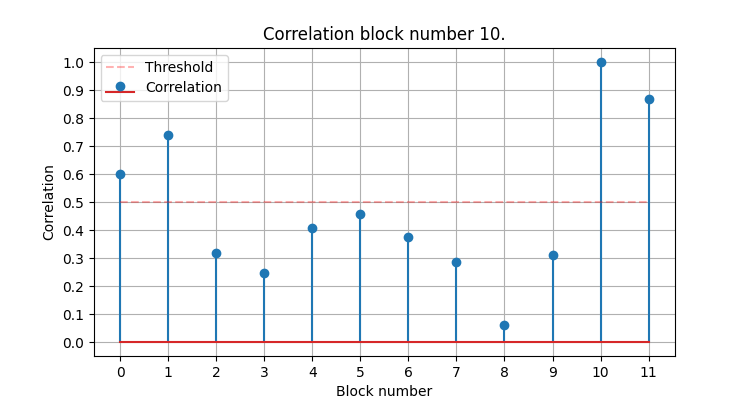 Correlation block number 10.
Threshold
Correlation
1.0
0.9
0.8
0.7
0.6
0.5
0.4
0.3
0.2
0.1
0.0
Correlation
0 1 2 3 4 5 6 7 8 9 10 11
Block number